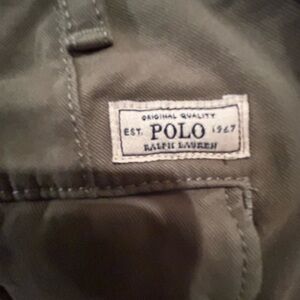 ORIGINAL QUALITY
EST. POLO 1967
RALPH LAUREN